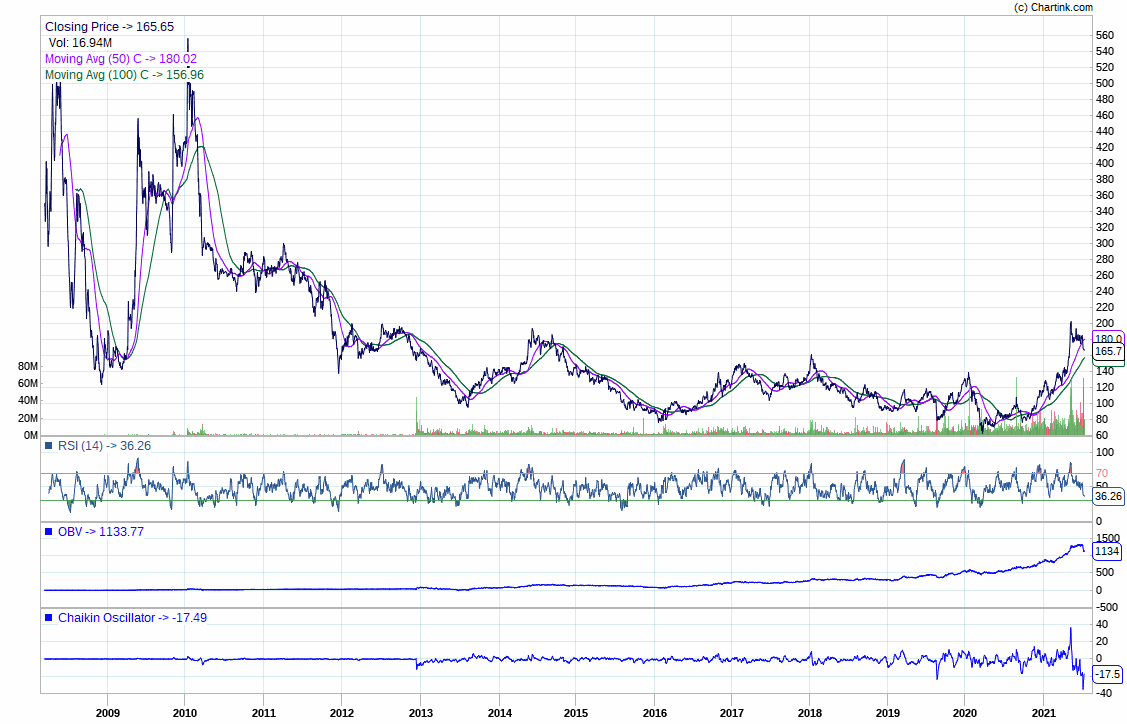 (c) Chartink.com
Closing Price -> 165.65
Vol: 16.94M
Moving Avg (50) C -> 180.02
Moving Avg (100) C -> 156.96
560
540
520
500
480
460
440
420
400
380
360
340
320
300
280
260
240
220
200
180.0
165.7
140
120
100
80
60
80M
60M
40M
20M
0M
RSI (14) -> 36.26
100
70
50
36.26
0
OBV -> 1133.77
1500
1134
500
0
-500
Chaikin Oscillator -> -17.49
40
20
0
-17.5
-40
2009 2010 2011 2012 2013 2014 2015 2016 2017 2018 2019 2020 2021